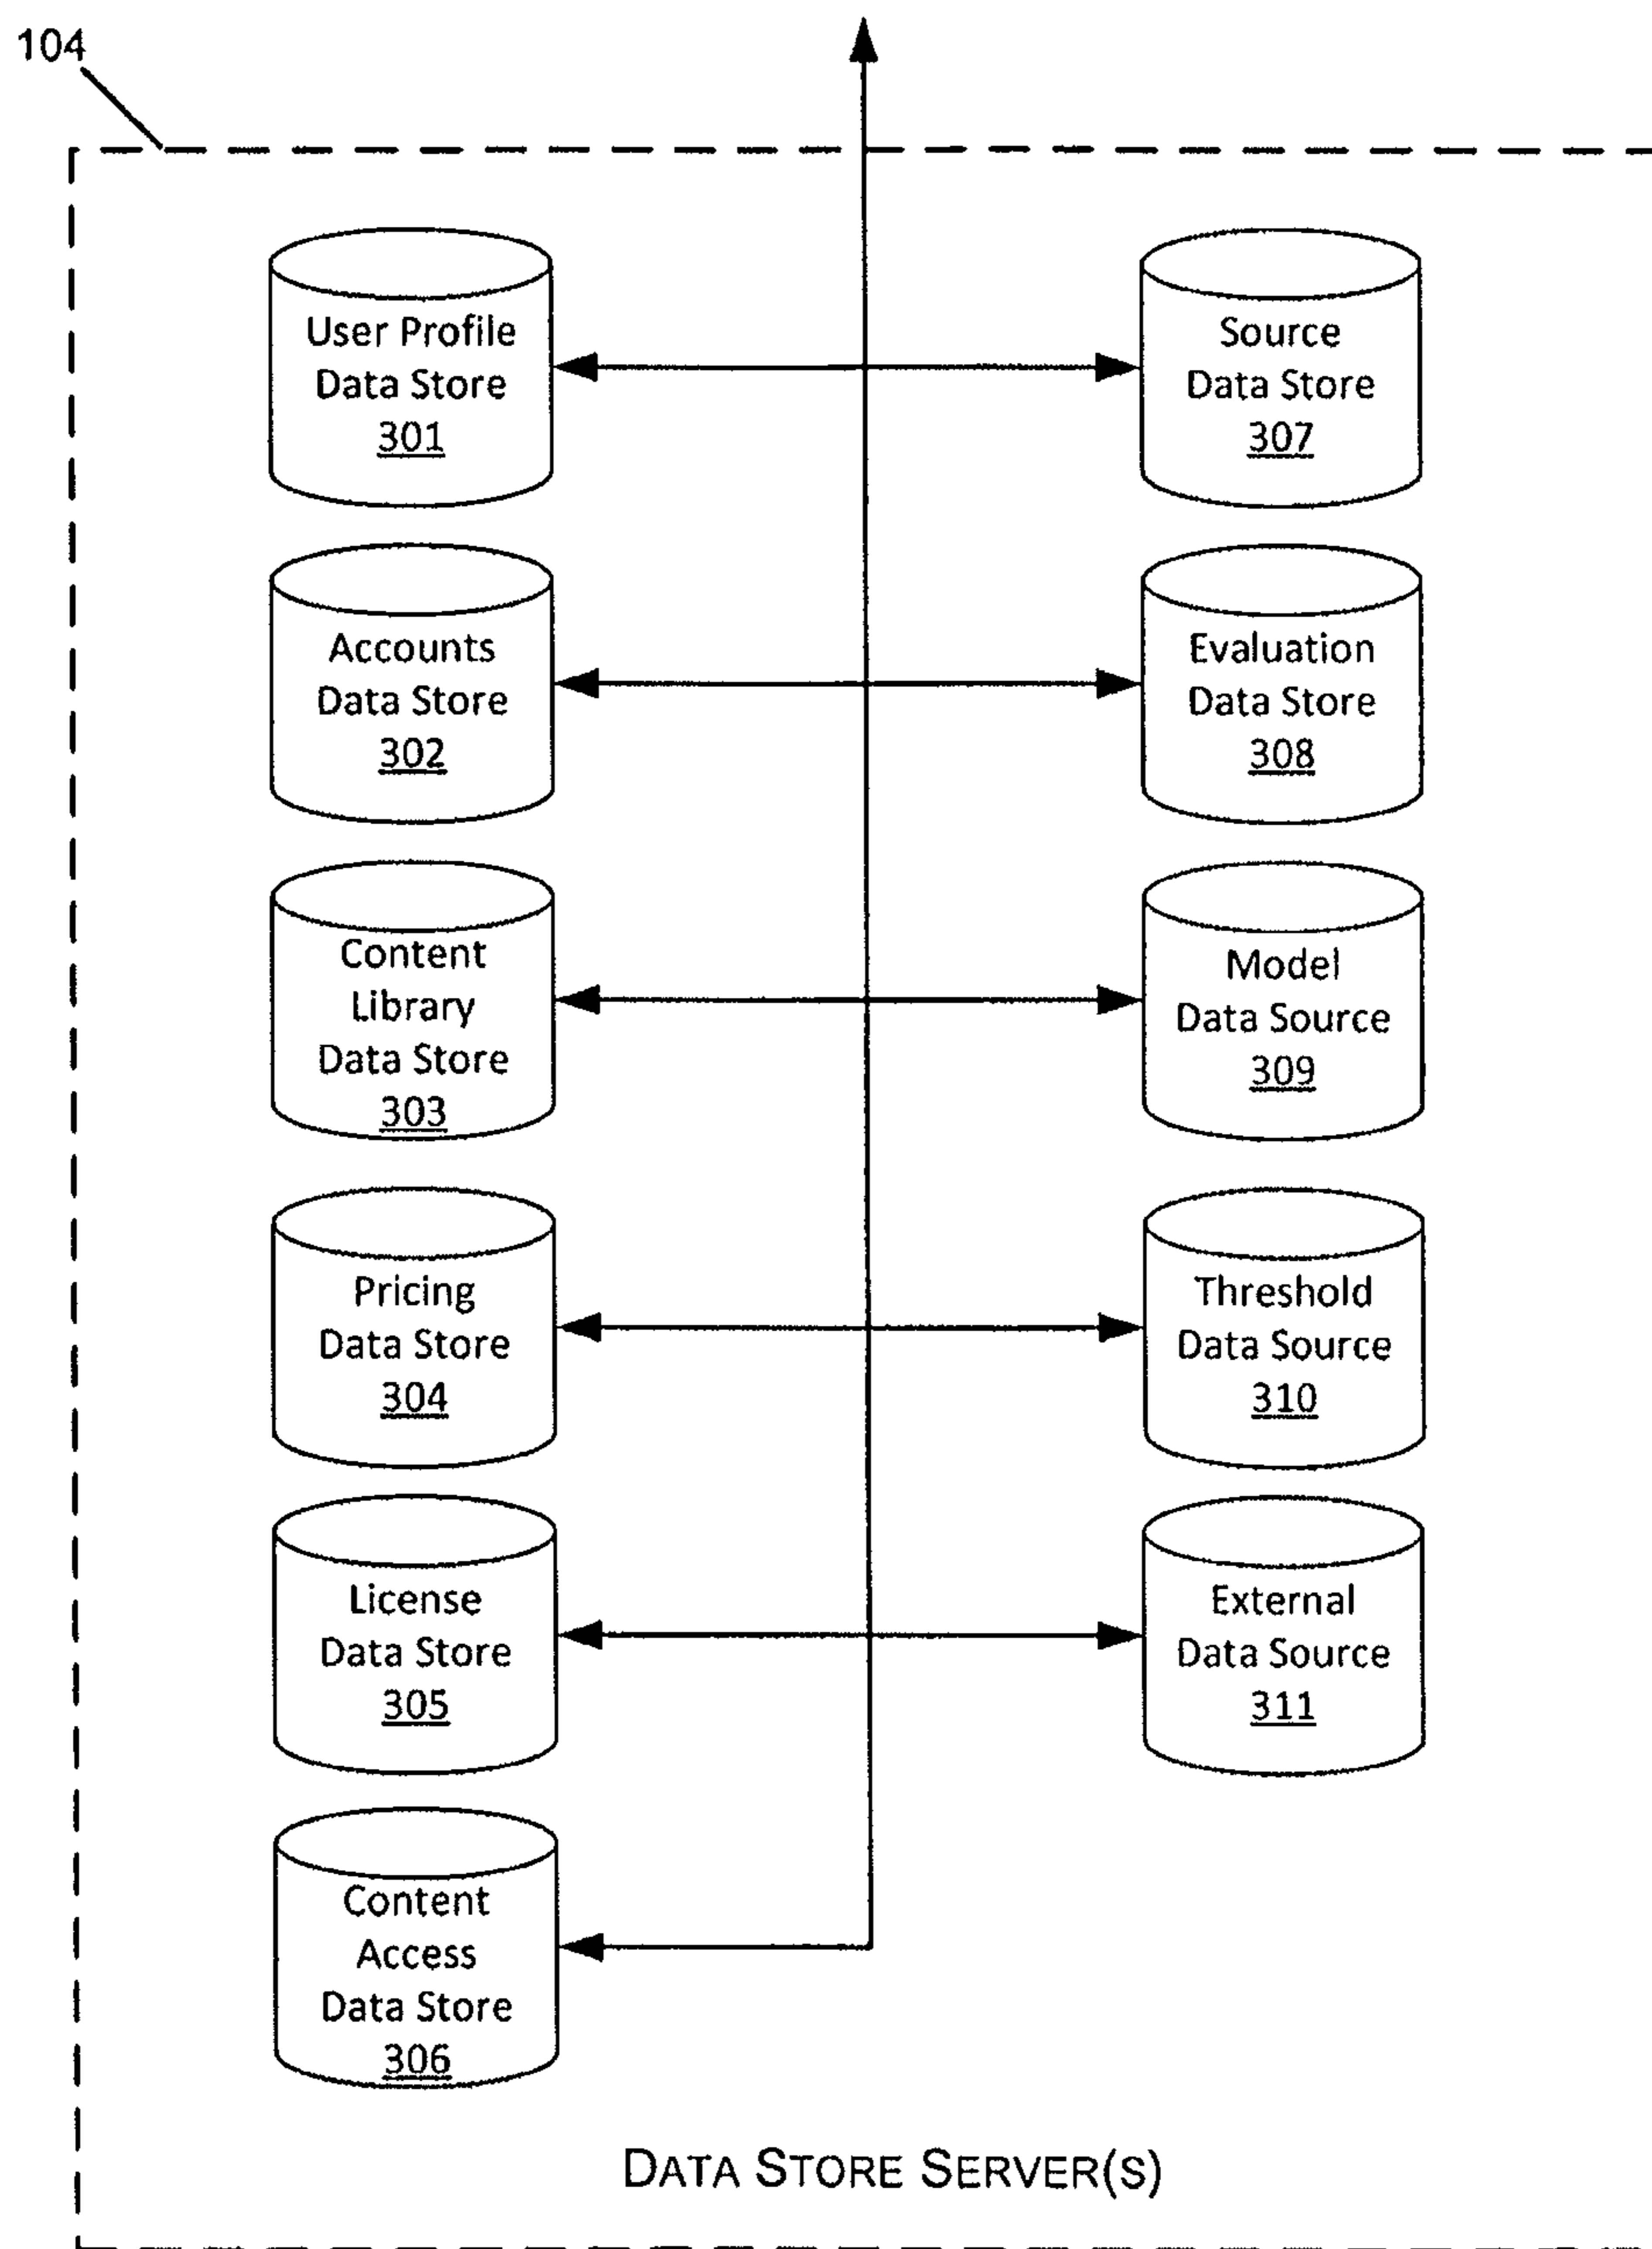 104
User Profile
Data Store
301
Source
Data Store
307
Accounts
Data Store
302
Evaluation
Data Store
308
Content
Library
Data Store
303
Model
Data Source
309
Pricing
Data Store
304
Threshold
Data Source
310
License
Data Store
305
External
Data Source
311
Content
Access
Data Store
306
DATA STORE SERVER(S)